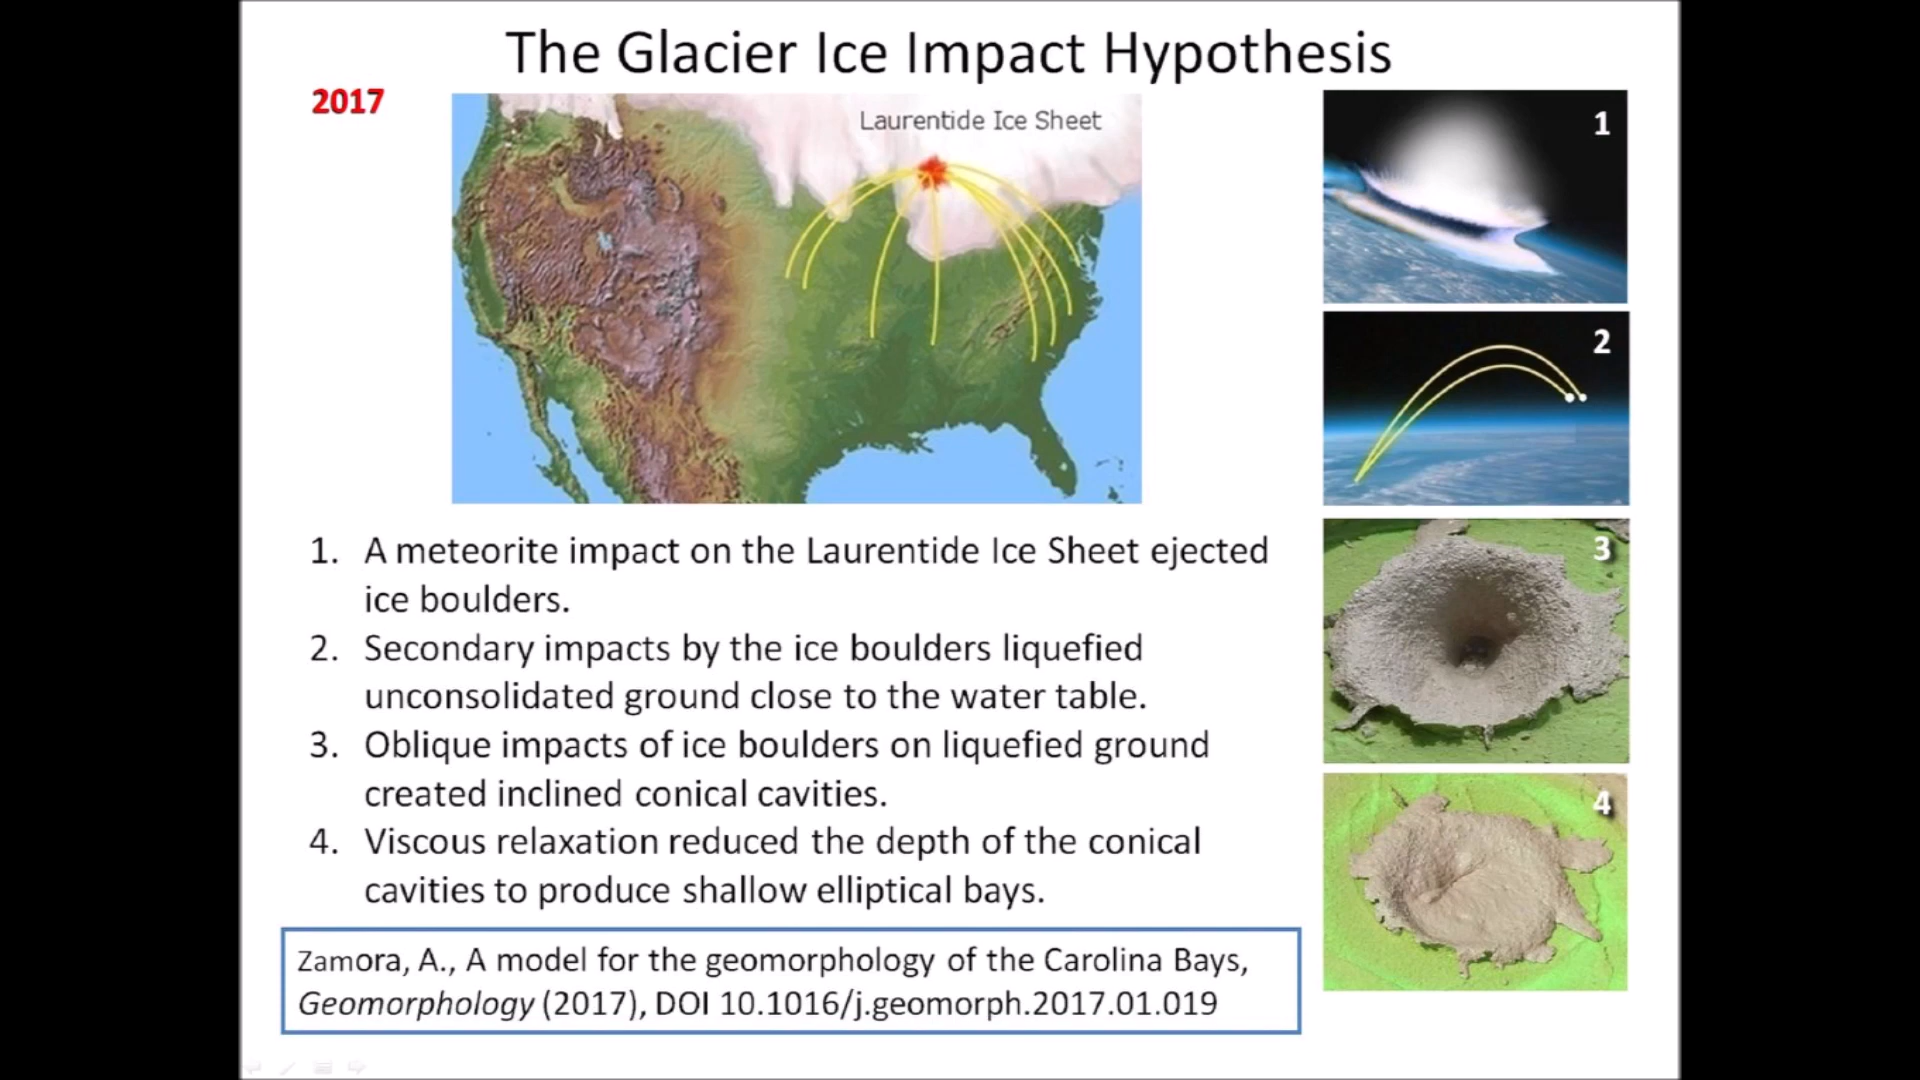 The Glacier Ice Impact Hypothesis
2017
Laurentide Ice Sheet
1
2
3
4
1. A meteorite impact on the Laurentide Ice Sheet ejected
ice boulders.
2. Secondary impacts by the ice boulders liquefied
unconsolidated ground close to the water table.
3. Oblique impacts of ice boulders on liquefied ground
created inclined conical cavities.
4. Viscous relaxation reduced the depth of the conical
cavities to produce shallow elliptical bays.
Zamora, A., A model for the geomorphology of the Carolina Bays,
Geomorphology (2017), DOI 10.1016/j.geomorph.2017.01.019